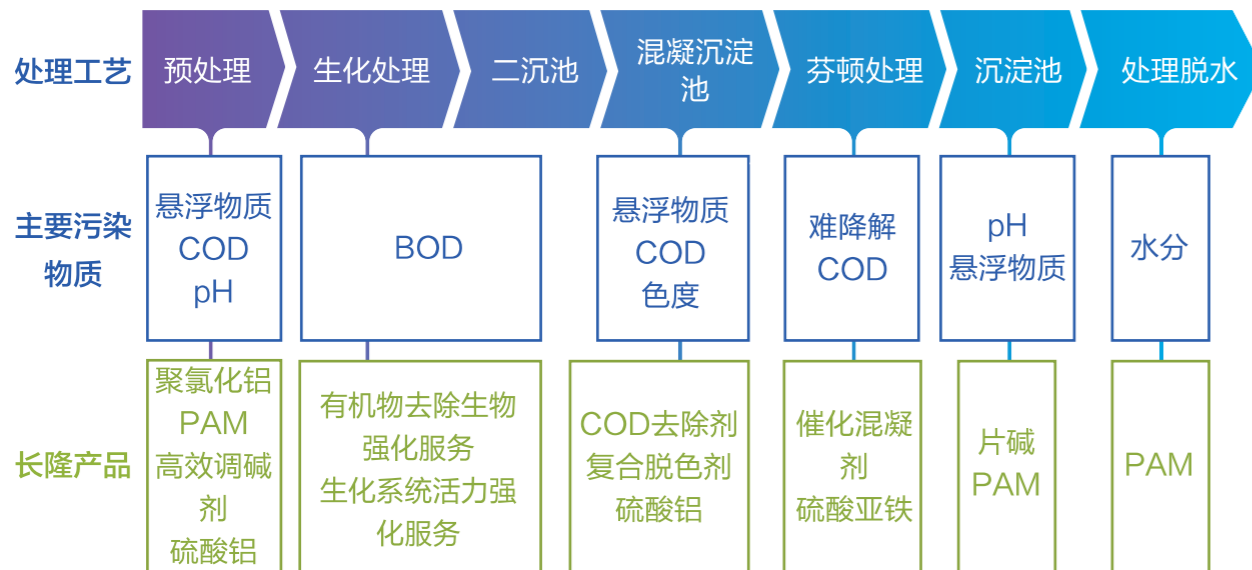 处理工艺
预处理
生化处理
二沉池
混凝沉淀
池
芬顿处理
沉淀池
处理脱水
主要污染
物质
悬浮物质
COD
pH
BOD
悬浮物质
COD
色度
难降解
COD
pH
悬浮物质
水分
长隆产品
聚氯化铝
PAM
高效调碱
剂
硫酸铝
有机物去除生物
强化服务
生化系统活力强
化服务
COD去除剂
复合脱色剂
硫酸铝
催化混凝
剂
硫酸亚铁
片碱
PAM
PAM